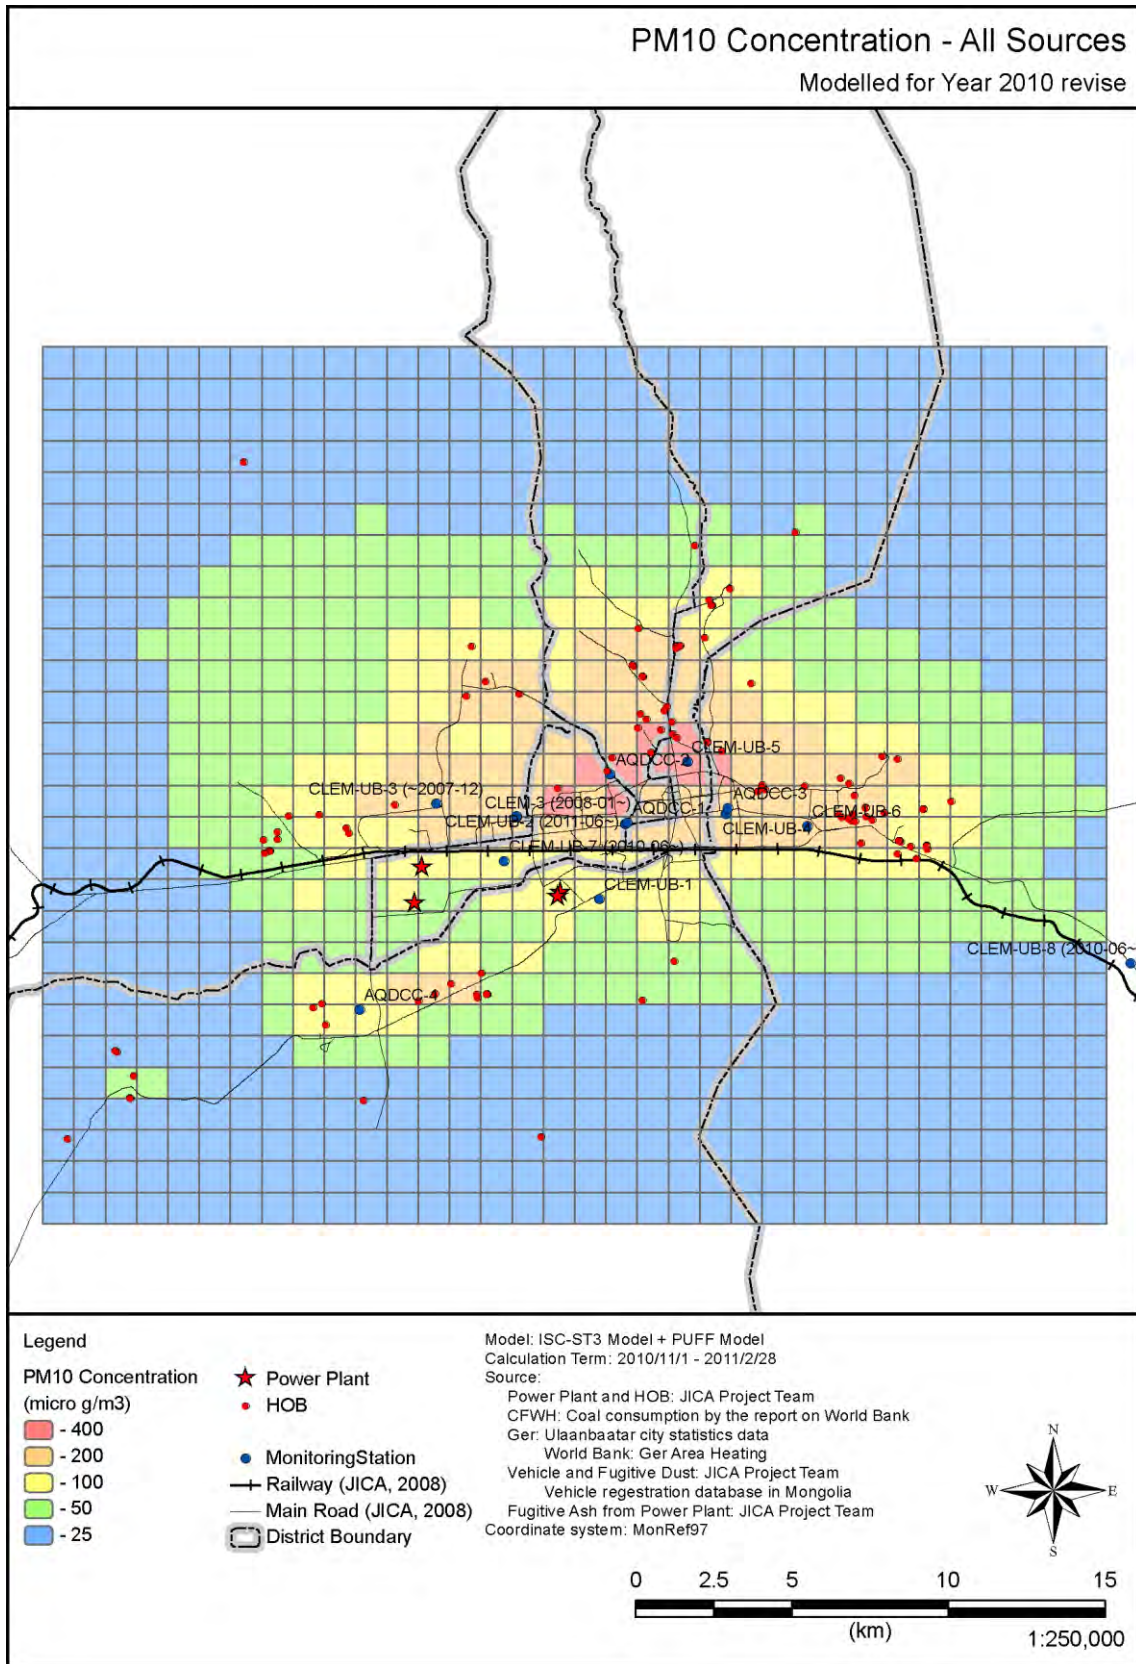 PM10 Concentration - All Sources
Modelled for Year 2010 revise
CLEM-UB-5
AQDCC-2
CLEM-UB-3 (~2007-12)
CLEM-3 (2008-01~)
AQDCC-3
AQDCC-1
CLEM-UB-6
CLEM-UB-2 (2011-06~)
CLEM-UB-4
CLEM-UB-7 (2010-06~)
CLEM-UB-1
CLEM-UB-8 (2010-06~
AQDCC-4
Legend
PM10 Concentration
(micro g/m3)
- 400
- 200
- 100
- 50
- 25
Power Plant
HOB
MonitoringStation
Railway (JICA, 2008)
Main Road (JICA, 2008)
District Boundary
Model: ISC-ST3 Model + PUFF Model
Calculation Term: 2010/11/1 - 2011/2/28
Source:
Power Plant and HOB: JICA Project Team
CFWH: Coal consumption by the report on World Bank
Ger: Ulaanbaatar city statistics data
World Bank: Ger Area Heating
Vehicle and Fugitive Dust: JICA Project Team
Vehicle regestration database in Mongolia
Fugitive Ash from Power Plant: JICA Project Team
Coordinate system: MonRef97
N
W E
S
0 2.5 5 10 15
(km)
1:250,000